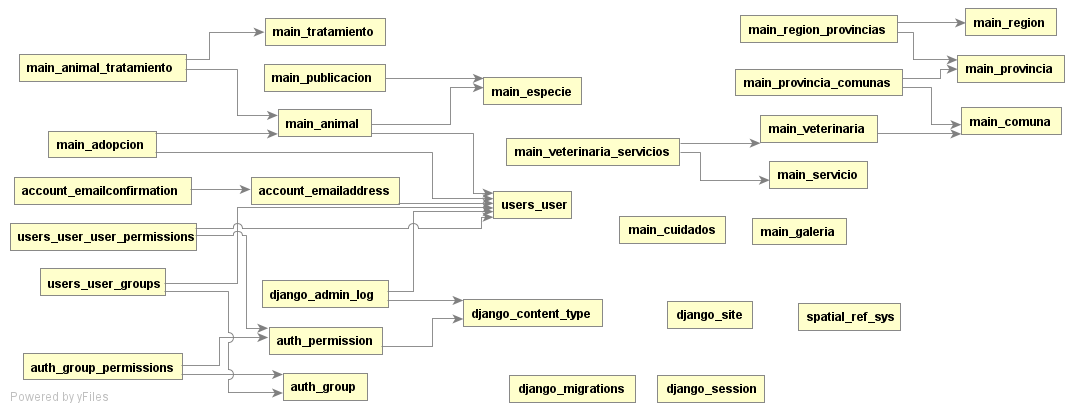 main_region
main_region_provincias
main_tratamiento
main_animal_tratamiento
main_provincia
main_publicacion
main_provincia_comunas
main_especie
main_animal
main_comuna
main_veterinaria
main_adopcion
main_veterinaria_servicios
main_servicio
account_emailconfirmation
account_emailaddress
users_user
users_user_user_permissions
main_cuidados
main_galeria
users_user_groups
django_admin_log
django_content_type
django_site
spatial_ref_sys
auth_permission
auth_group_permissions
auth_group
django_migrations
django_session
Powered by yFiles